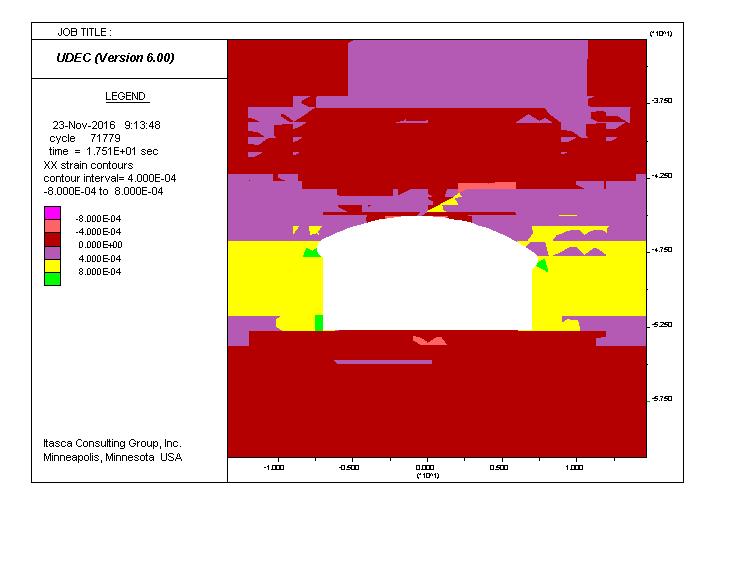 JOB TITLE :
UDEC (Version 6.00)
LEGEND
23-Nov-2016 9:13:48
cycle 71779
time = 1.751E+01 sec
XX strain contours
contour interval= 4.000E-04
-8.000E-04 to 8.000E-04
-8.000E-04
-4.000E-04
0.000E+00
4.000E-04
8.000E-04
Itasca Consulting Group, Inc.
Minneapolis, Minnesota USA
(*10^1)
-3.750
-4.250
-4.750
-5.250
-5.750
-1.000 -0.500 0.000 0.500 1.000
(*10^1)